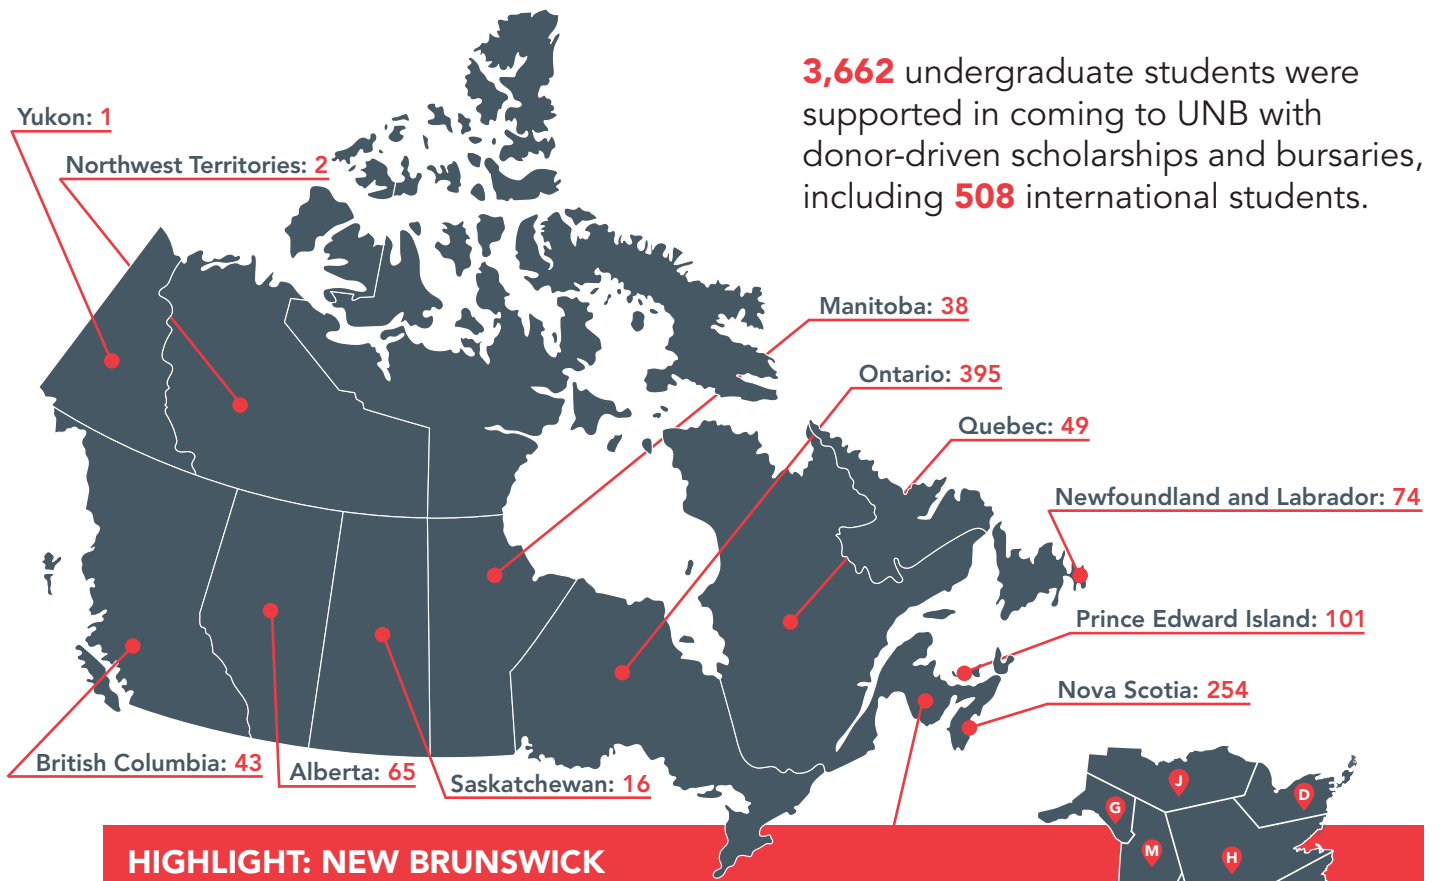 3,662 undergraduate students were
supported in coming to UNB with
donor-driven scholarships and bursaries,
including 508 international students.
Yukon: 1
Northwest Territories: 2
Manitoba: 38
Ontario: 395
Quebec: 49
Newfoundland and Labrador: 74
Prince Edward Island: 101
Nova Scotia: 254
British Columbia: 43
Alberta: 65
Saskatchewan: 16
J
D
G
M
H
HIGHLIGHT: NEW BRUNSWICK